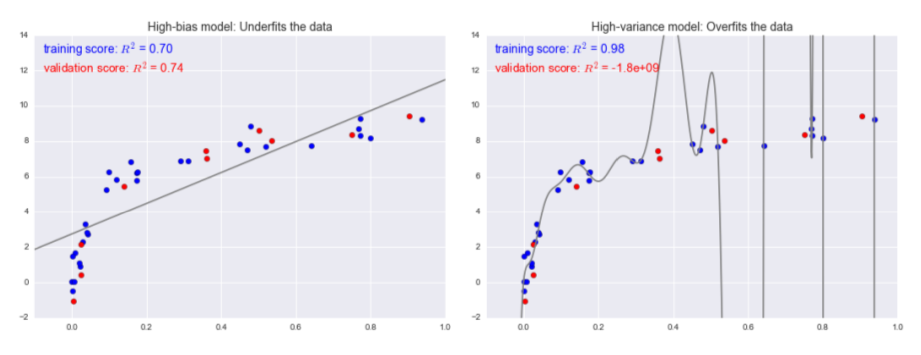 High-bias model: Underfits the data
training score: R² = 0.70
validation score: R² = 0.74
14
12
10
8
6
4
2
0
−2
0.0 0.2 0.4 0.6 0.8 1.0
High-variance model: Overfits the data
training score: R² = 0.98
validation score: R² = -1.8e+09
14
12
10
8
6
4
2
0
−2
0.0 0.2 0.4 0.6 0.8 1.0